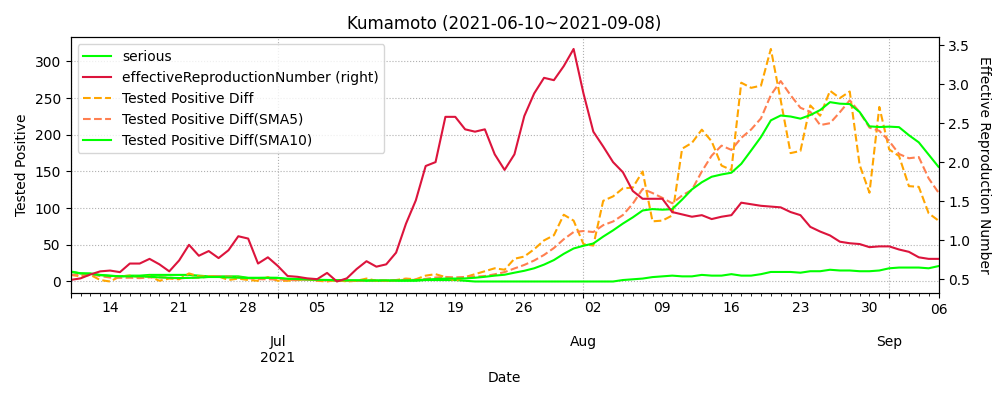 Kumamoto (2021-06-10~2021-09-08)
serious
effectiveReproductionNumber (right)
Tested Positive Diff
Tested Positive Diff(SMA5)
Tested Positive Diff(SMA10)
Tested Positive
300
250
200
150
100
50
0
3.5
3.0
2.5
2.0
1.5
1.0
0.5
Effective Reproduction Number
14 21 28 05 12 19 26 02 09 16 23 30 06
Jul Aug Sep
2021
Date